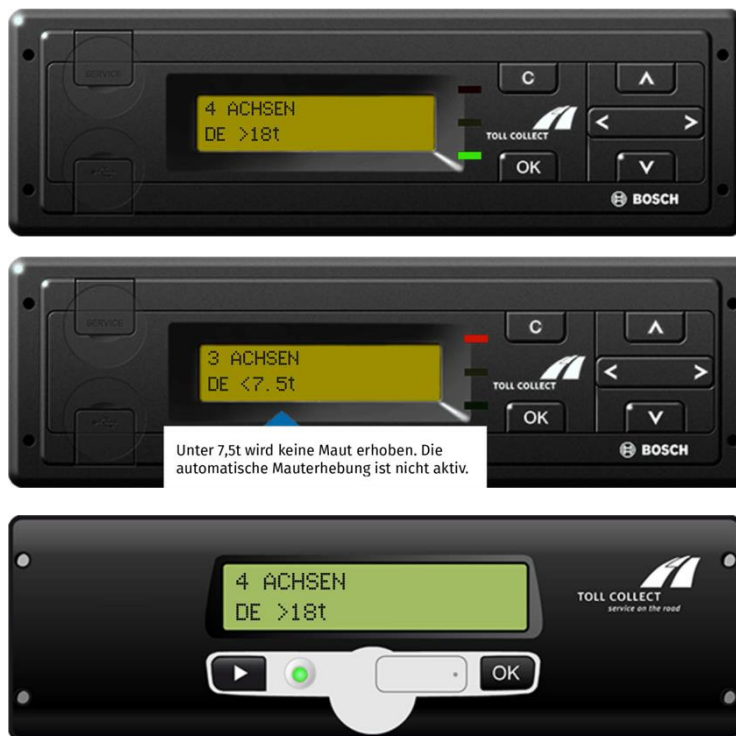 SERVICE
4 ACHSEN
DE >18t
C
TOLL COLLECT
OK
BOSCH
SERVICE
3 ACHSEN
DE <7.5t
C
TOLL COLLECT
OK
BOSCH
Unter 7,5t wird keine Maut erhoben. Die
automatische Mauterhebung ist nicht aktiv.
4 ACHSEN
DE >18t
TOLL COLLECT
service on the road
OK